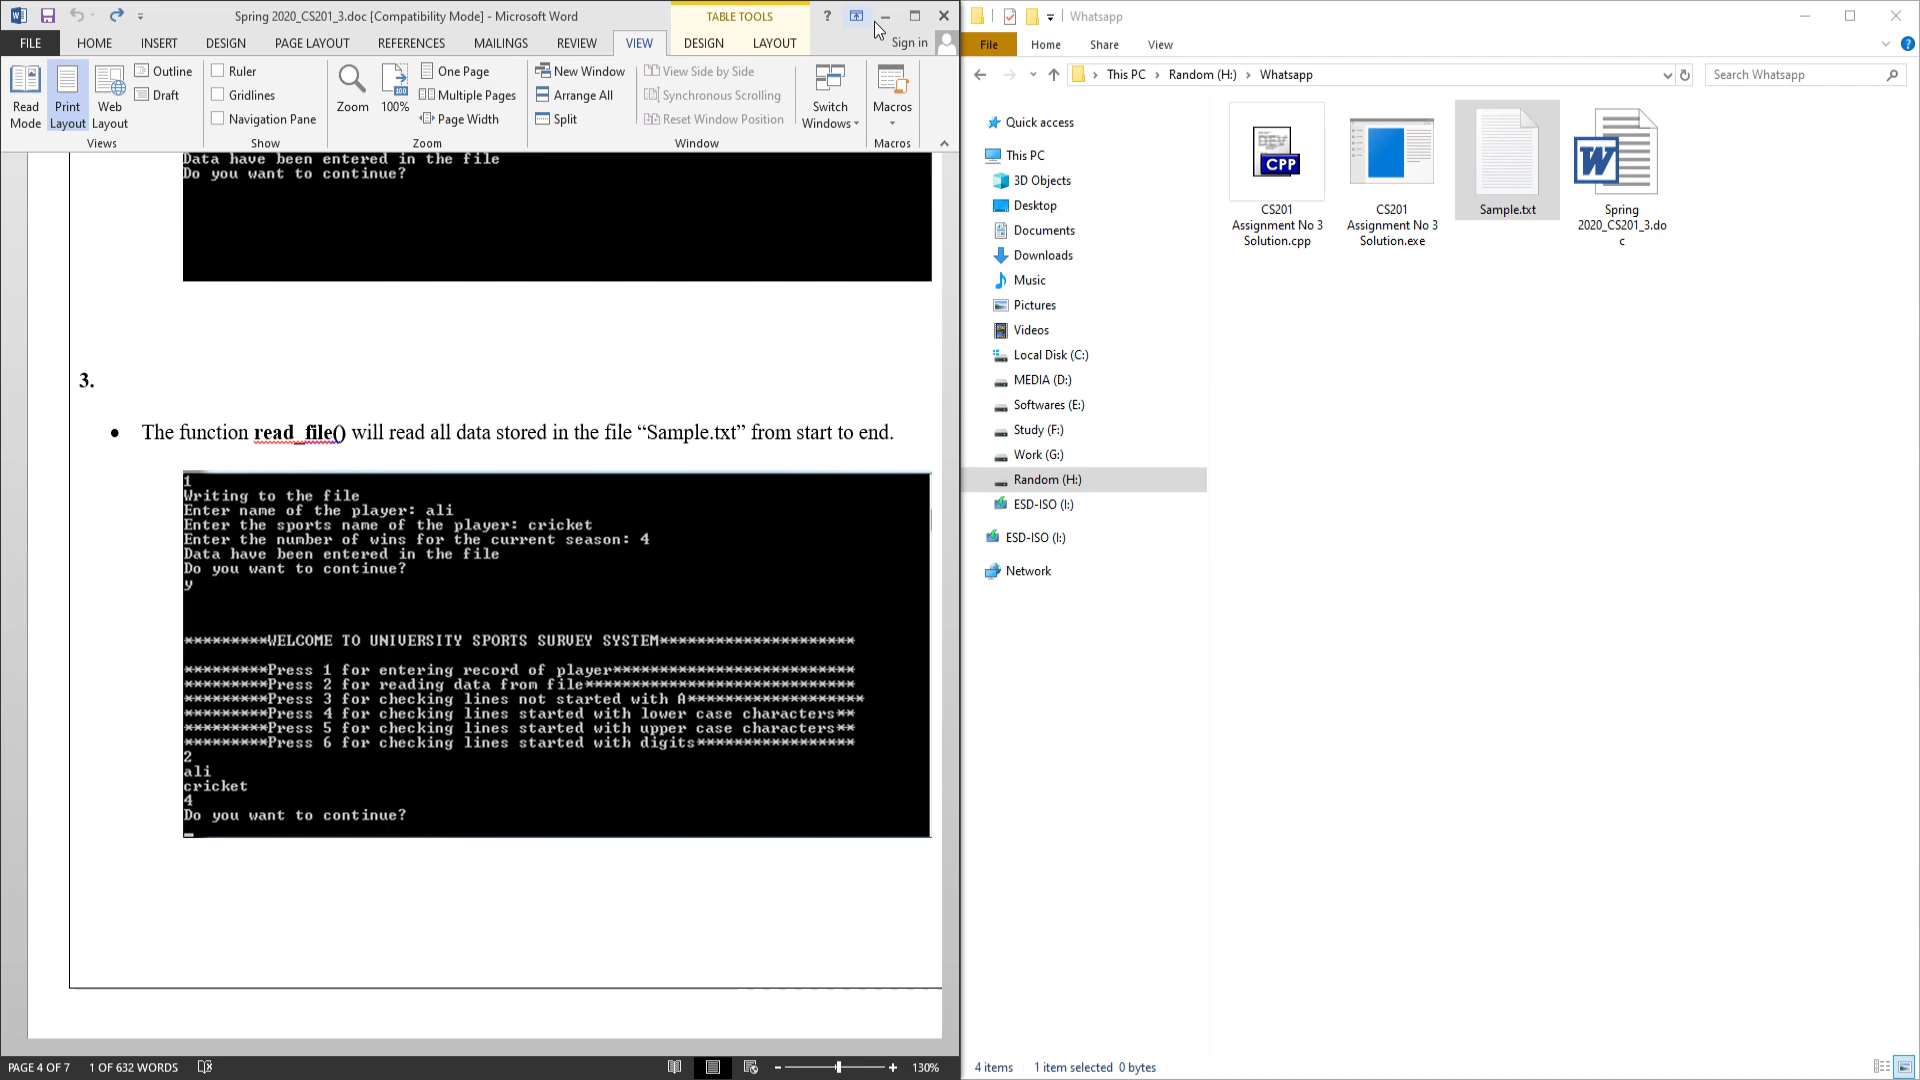 Spring 2020_CS201_3.doc [Compatibility Mode] - Microsoft Word
TABLE TOOLS
?
FILE
HOME
INSERT
DESIGN
PAGE LAYOUT
REFERENCES
MAILINGS
REVIEW
VIEW
DESIGN
LAYOUT
Sign in
Read Mode
Print Layout
Web Layout
Outline
Draft
Views
Ruler
Gridlines
Navigation Pane
Show
Zoom
100%
One Page
Multiple Pages
Page Width
Zoom
New Window
Arrange All
Split
View Side by Side
Synchronous Scrolling
Reset Window Position
Switch Windows
Window
Macros
Macros
Data have been entered in the file
Do you want to continue?
3.
• The function read_file() will read all data stored in the file “Sample.txt” from start to end.
1
Writing to the file
Enter name of the player: ali
Enter the sports name of the player: cricket
Enter the number of wins for the current season: 4
Data have been entered in the file
Do you want to continue?
y
*********WELCOME TO UNIVERSITY SPORTS SURVEY SYSTEM*********************
*********Press 1 for entering record of player**************************
*********Press 2 for reading data from file*****************************
*********Press 3 for checking lines not started with A*******************
*********Press 4 for checking lines started with lower case characters**
*********Press 5 for checking lines started with upper case characters**
*********Press 6 for checking lines started with digits*****************
2
ali
cricket
4
Do you want to continue?
PAGE 4 OF 7
1 OF 632 WORDS
130%
Whatsapp
File
Home
Share
View
This PC > Random (H:) > Whatsapp
Search Whatsapp
Quick access
This PC
3D Objects
Desktop
Documents
Downloads
Music
Pictures
Videos
Local Disk (C:)
MEDIA (D:)
Softwares (E:)
Study (F:)
Work (G:)
Random (H:)
ESD-ISO (I:)
ESD-ISO (I:)
Network
DEV
CPP
CS201
Assignment No 3
Solution.cpp
CS201
Assignment No 3
Solution.exe
Sample.txt
W
Spring
2020_CS201_3.do
c
4 items
1 item selected 0 bytes